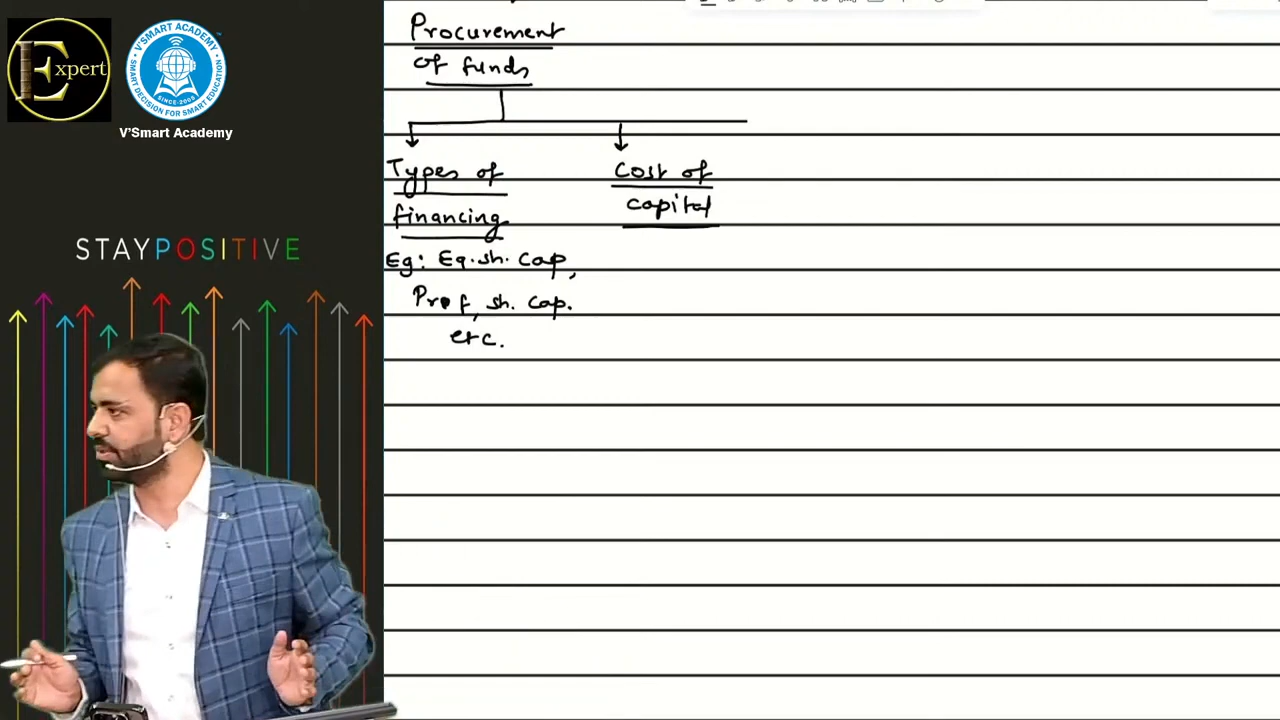 Expert
V'SMART ACADEMY
SMART DECISION FOR SMART EDUCATION
SINCE-2005
V'Smart Academy
STAYPOSITIVE
Procurement
of funds
Types of
financing
Eg: Eq.sh. Cap,
Pref, sh. Cap.
etc.
Cost of
capital